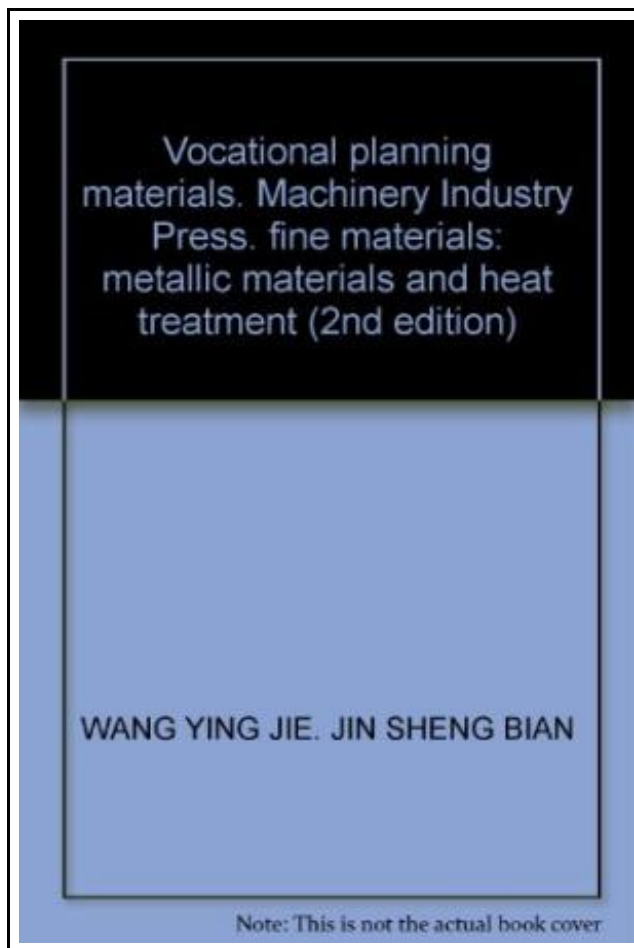 Vocational planning
materials. Machinery Industry
Press. fine materials:
metallic materials and heat
treatment (2nd edition)
WANG YING JIE. JIN SHENG BIAN
Note: This is not the actual book cover